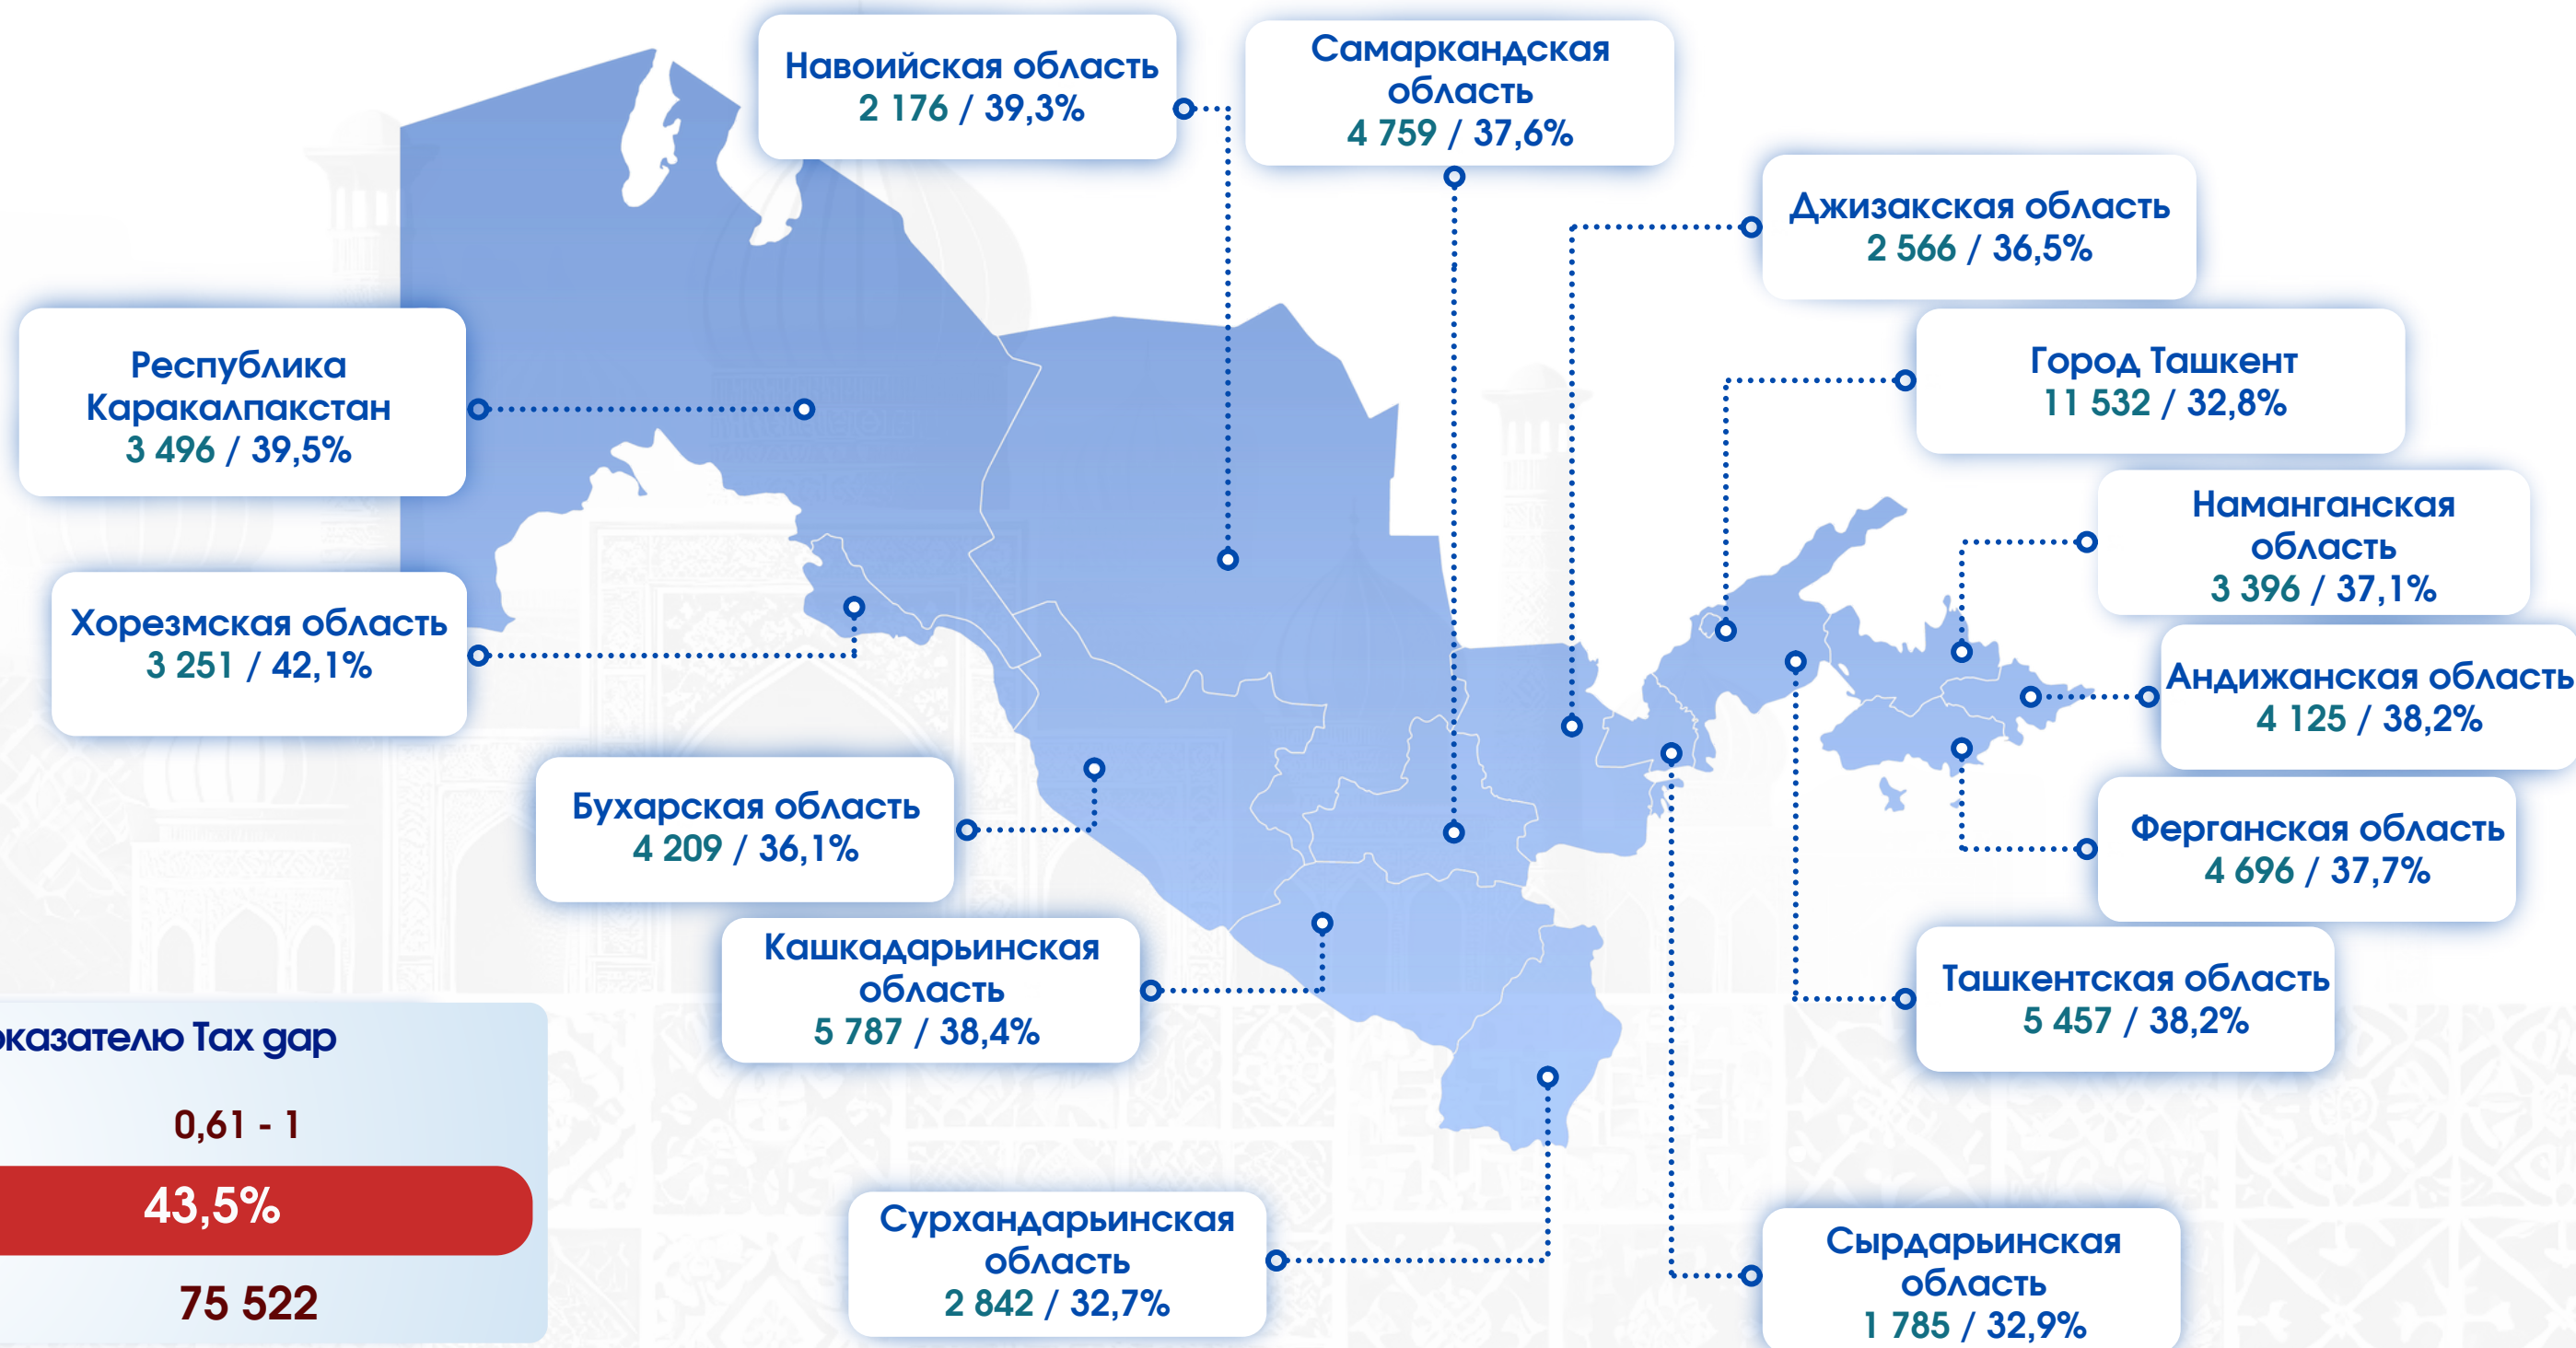 Навоийская область
2 176 / 39,3%
Самаркандская
область
4 759 / 37,6%
Джизакская область
2 566 / 36,5%
Город Ташкент
11 532 / 32,8%
Республика
Каракалпакстан
3 496 / 39,5%
Наманганская
область
3 396 / 37,1%
Хорезмская область
3 251 / 42,1%
Андижанская область
4 125 / 38,2%
Бухарская область
4 209 / 36,1%
Ферганская область
4 696 / 37,7%
Кашкадарьинская
область
5 787 / 38,4%
Ташкентская область
5 457 / 38,2%
оказателю Tax gap
0,61 - 1
43,5%
75 522
Сурхандарьинская
область
2 842 / 32,7%
Сырдарьинская
область
1 785 / 32,9%